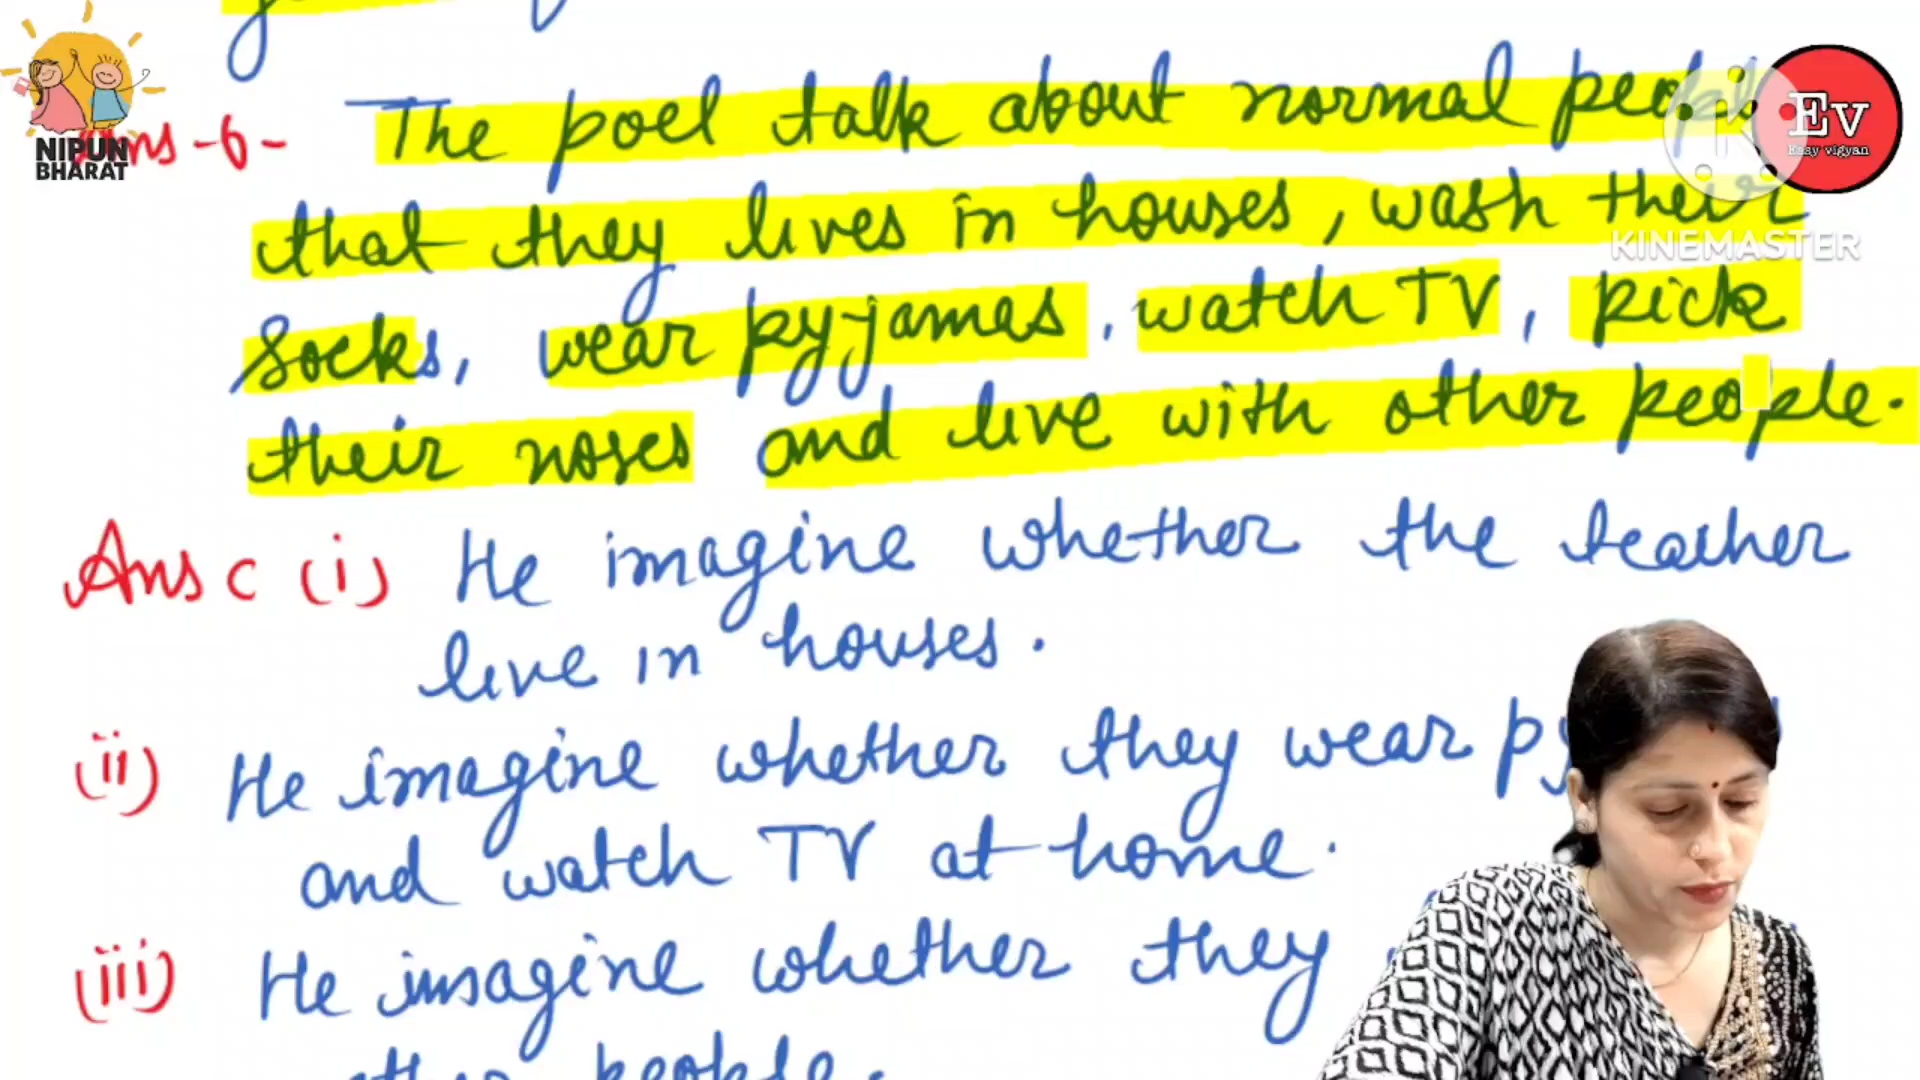 The poet talk about normal people
Ans-6-
NIPUN
BHARAT
Ev
Easy vigyan
that they lives in houses, wash their
KINEMASTER
Socks, wear pyjamas, watch TV, pick
their noses and live with other people.
Ans c (i) He imagine whether the teacher
live in houses.
(ii) He imagine whether they wear
and watch TV at home.
(iii) He imagine whether they
other people.